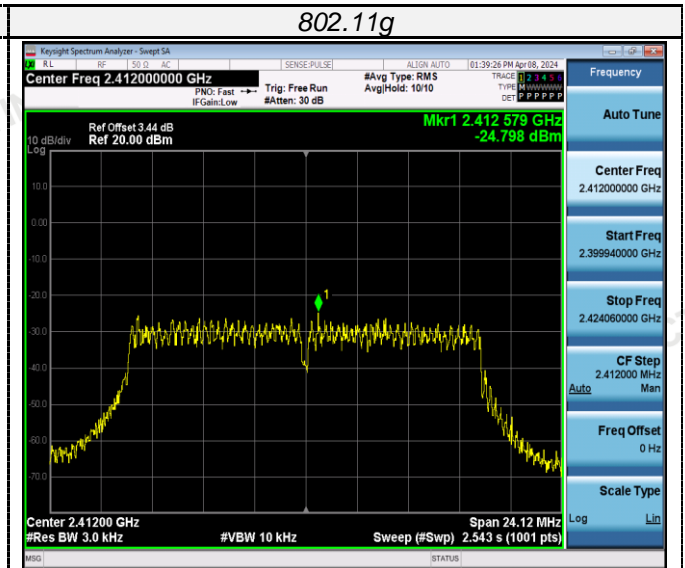 802.11g
Keysight Spectrum Analyzer - Swept SA
RL RF 50 Ω AC SENSE:PULSE ALIGN AUTO 01:39:26 PM Apr 08, 2024
Center Freq 2.412000000 GHz #Avg Type: RMS TRACE 1 2 3 4 5 6
PNO: Fast Trig: Free Run Avg|Hold: 10/10 TYPE M W W W W W
IFGain:Low #Atten: 30 dB DET P P P P P P
Frequency
Auto Tune
Center Freq
2.412000000 GHz
Start Freq
2.399940000 GHz
Stop Freq
2.424060000 GHz
CF Step
2.412000 MHz
Auto Man
Freq Offset
0 Hz
Scale Type
Log Lin
Mkr1 2.412 579 GHz
-24.798 dBm
Ref Offset 3.44 dB
10 dB/div Ref 20.00 dBm
Log
10.0
0.00
-10.0
-20.0
1
-30.0
-40.0
-50.0
-60.0
-70.0
Center 2.41200 GHz Span 24.12 MHz
#Res BW 3.0 kHz #VBW 10 kHz Sweep (#Swp) 2.543 s (1001 pts)
MSG STATUS